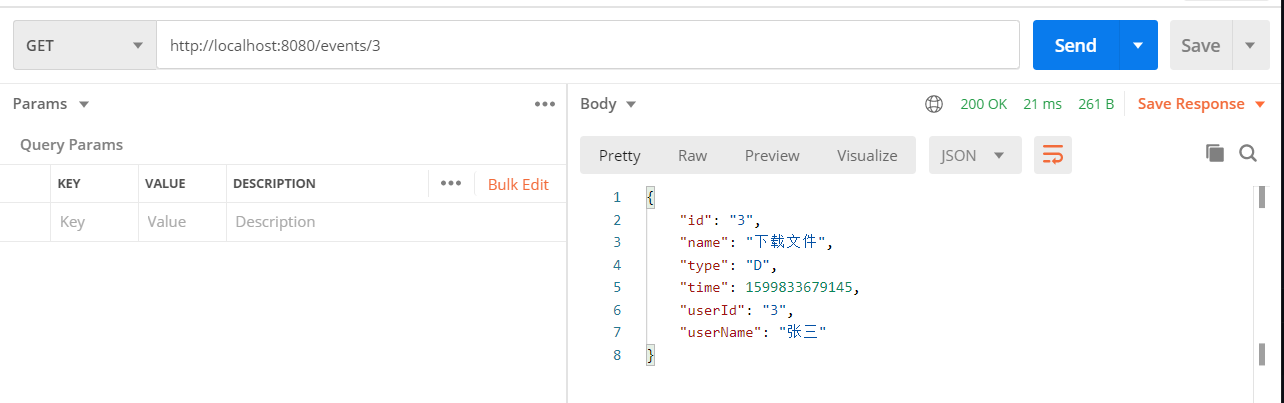 GET http://localhost:8080/events/3 Send Save
Params ••• Body 200 OK 21 ms 261 B Save Response
Query Params Pretty Raw Preview Visualize JSON
KEY VALUE DESCRIPTION ••• Bulk Edit
Key Value Description
1 {
2 "id": "3",
3 "name": "下载文件",
4 "type": "D",
5 "time": 1599833679145,
6 "userId": "3",
7 "userName": "张三"
8 }